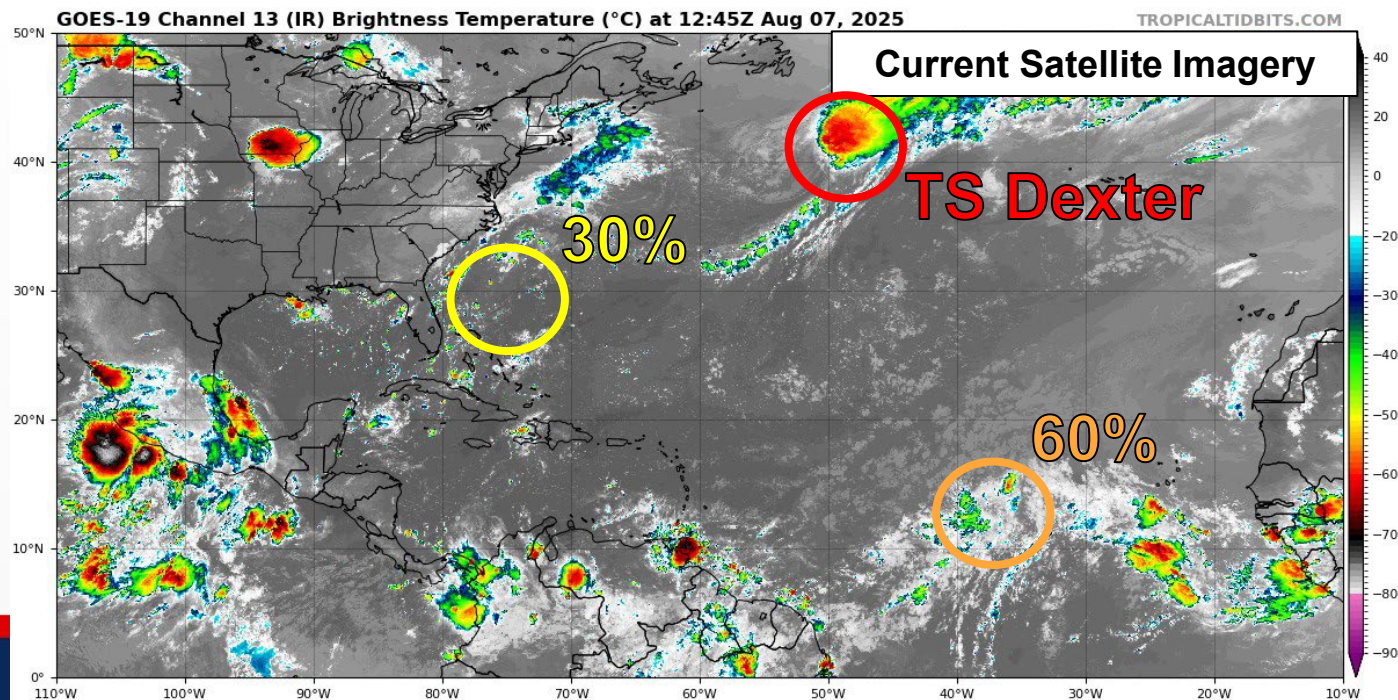 GOES-19 Channel 13 (IR) Brightness Temperature (°C) at 12:45Z Aug 07, 2025
TROPICALTIDBITS.COM
Current Satellite Imagery
TS Dexter
30%
60%
50°N
40°N
30°N
20°N
10°N
0°
110°W 100°W 90°W 80°W 70°W 60°W 50°W 40°W 30°W 20°W 10°W
40
20
0
−20
−30
−40
−50
−60
−70
−80
−90